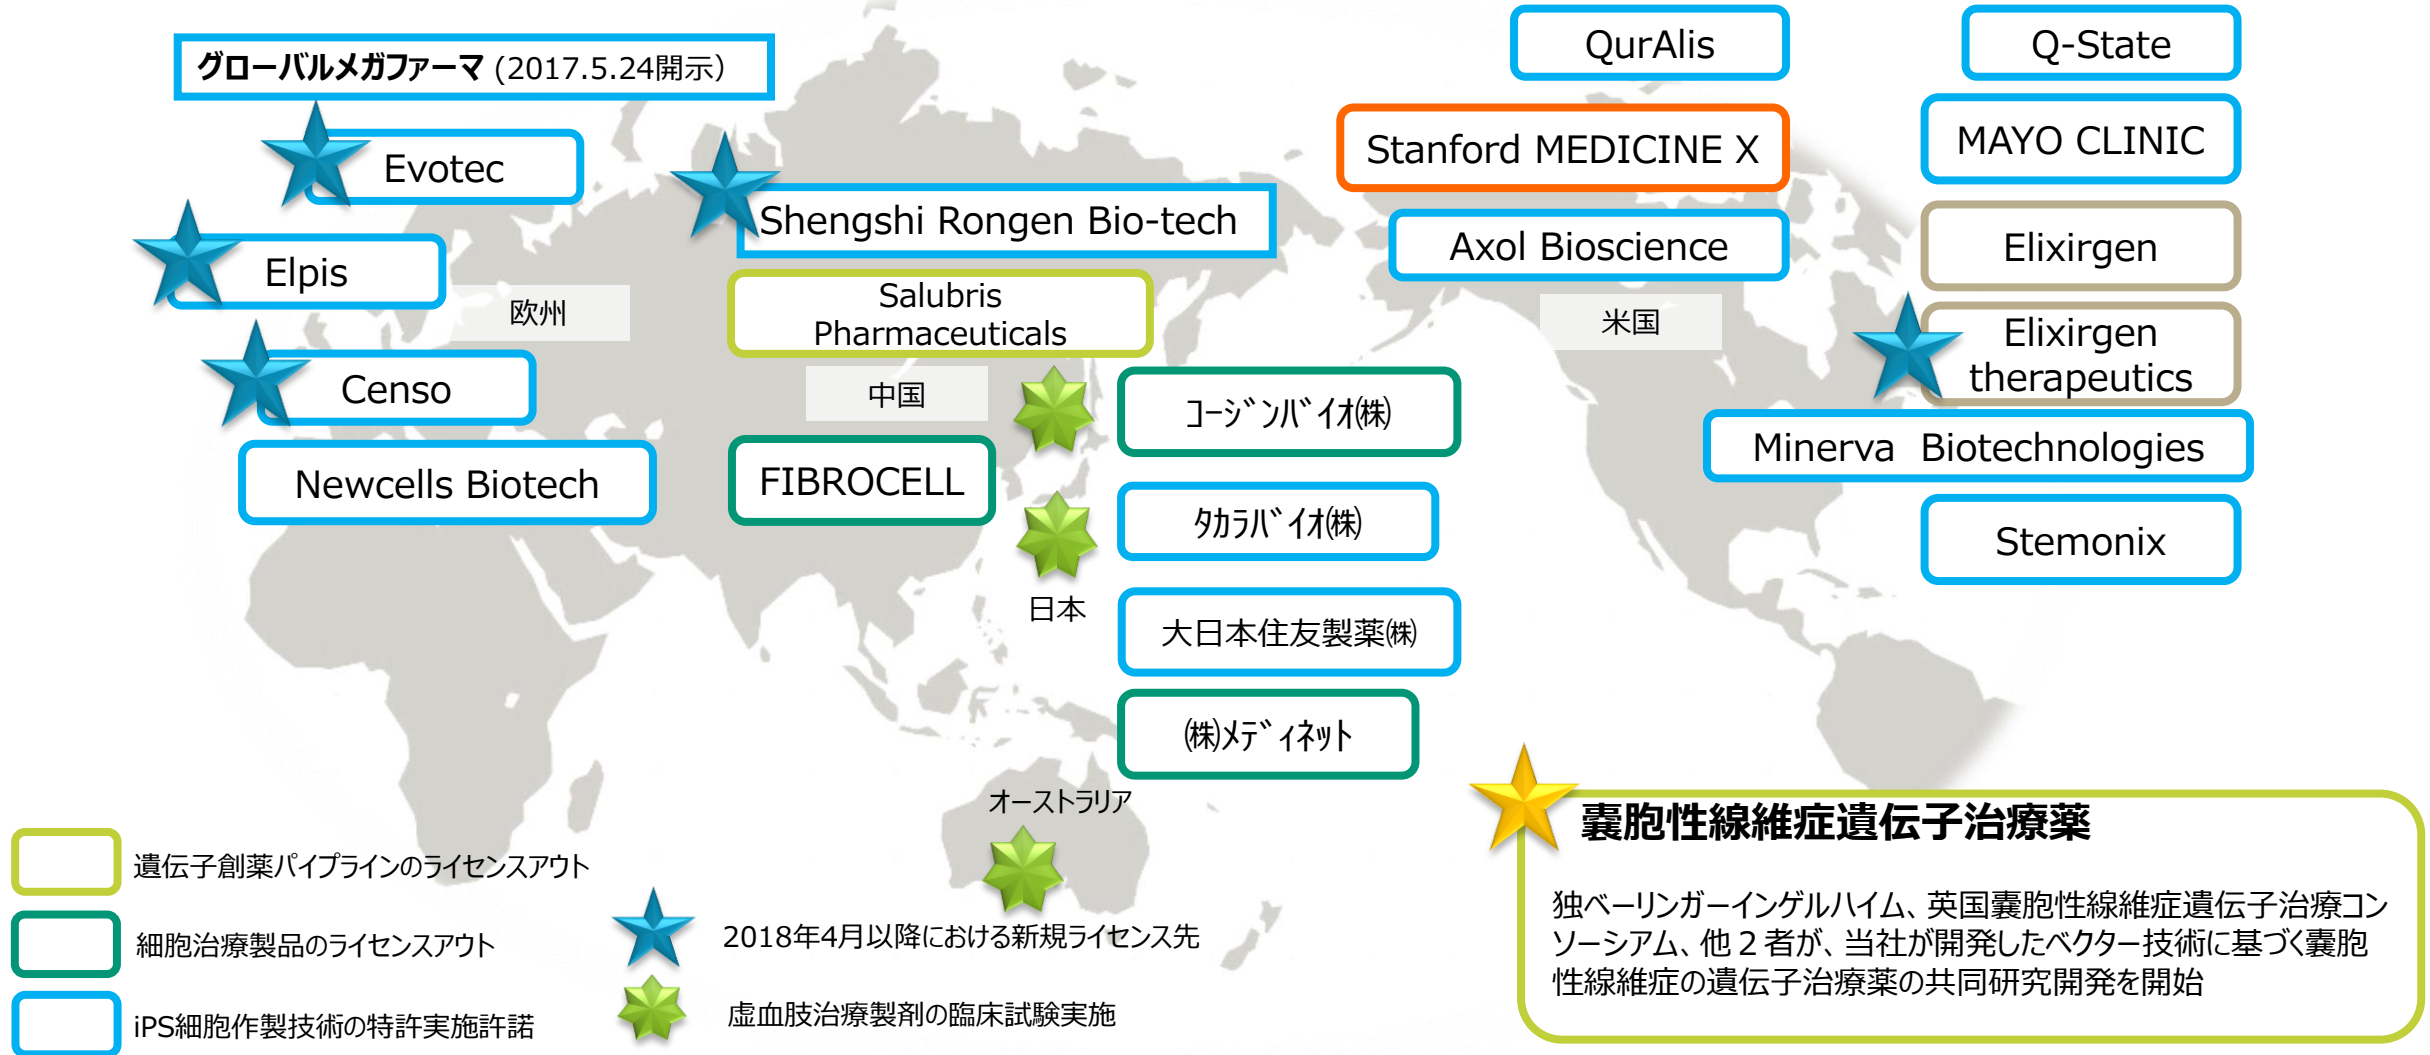 グローバルメガファーマ (2017.5.24開示)
Evotec
Elpis
欧州
Censo
Newcells Biotech
Shengshi Rongen Bio-tech
Salubris
Pharmaceuticals
中国
FIBROCELL
コージンバイオ㈱
タカラバイオ㈱
日本
大日本住友製薬㈱
㈱メディネット
オーストラリア
QurAlis
Stanford MEDICINE X
Axol Bioscience
米国
Q-State
MAYO CLINIC
Elixirgen
Elixirgen
therapeutics
Minerva Biotechnologies
Stemonix
遺伝子創薬パイプラインのライセンスアウト
細胞治療製品のライセンスアウト
iPS細胞作製技術の特許実施許諾
2018年4月以降における新規ライセンス先
虚血肢治療製剤の臨床試験実施
嚢胞性線維症遺伝子治療薬
独ベーリンガーインゲルハイム、英国嚢胞性線維症遺伝子治療コン
ソーシアム、他2者が、当社が開発したベクター技術に基づく嚢胞
性線維症の遺伝子治療薬の共同研究開発を開始